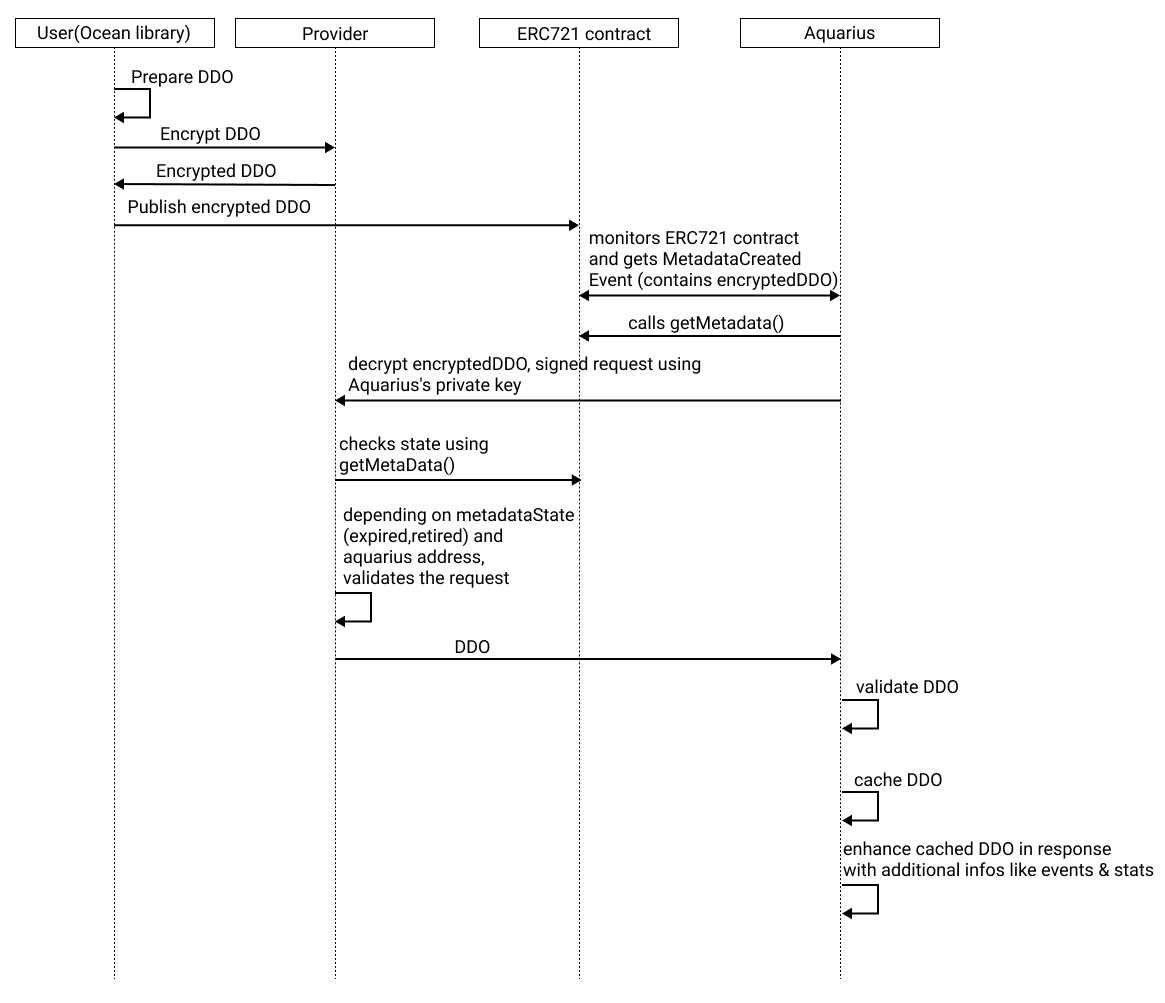 User(Ocean library)
Provider
ERC721 contract
Aquarius
Prepare DDO
Encrypt DDO
Encrypted DDO
Publish encrypted DDO
monitors ERC721 contract
and gets MetadataCreated
Event (contains encryptedDDO)
calls getMetadata()
decrypt encryptedDDO, signed request using
Aquarius's private key
checks state using
getMetaData()
depending on metadataState
(expired,retired) and
aquarius address,
validates the request
DDO
validate DDO
cache DDO
enhance cached DDO in response
with additional infos like events & stats